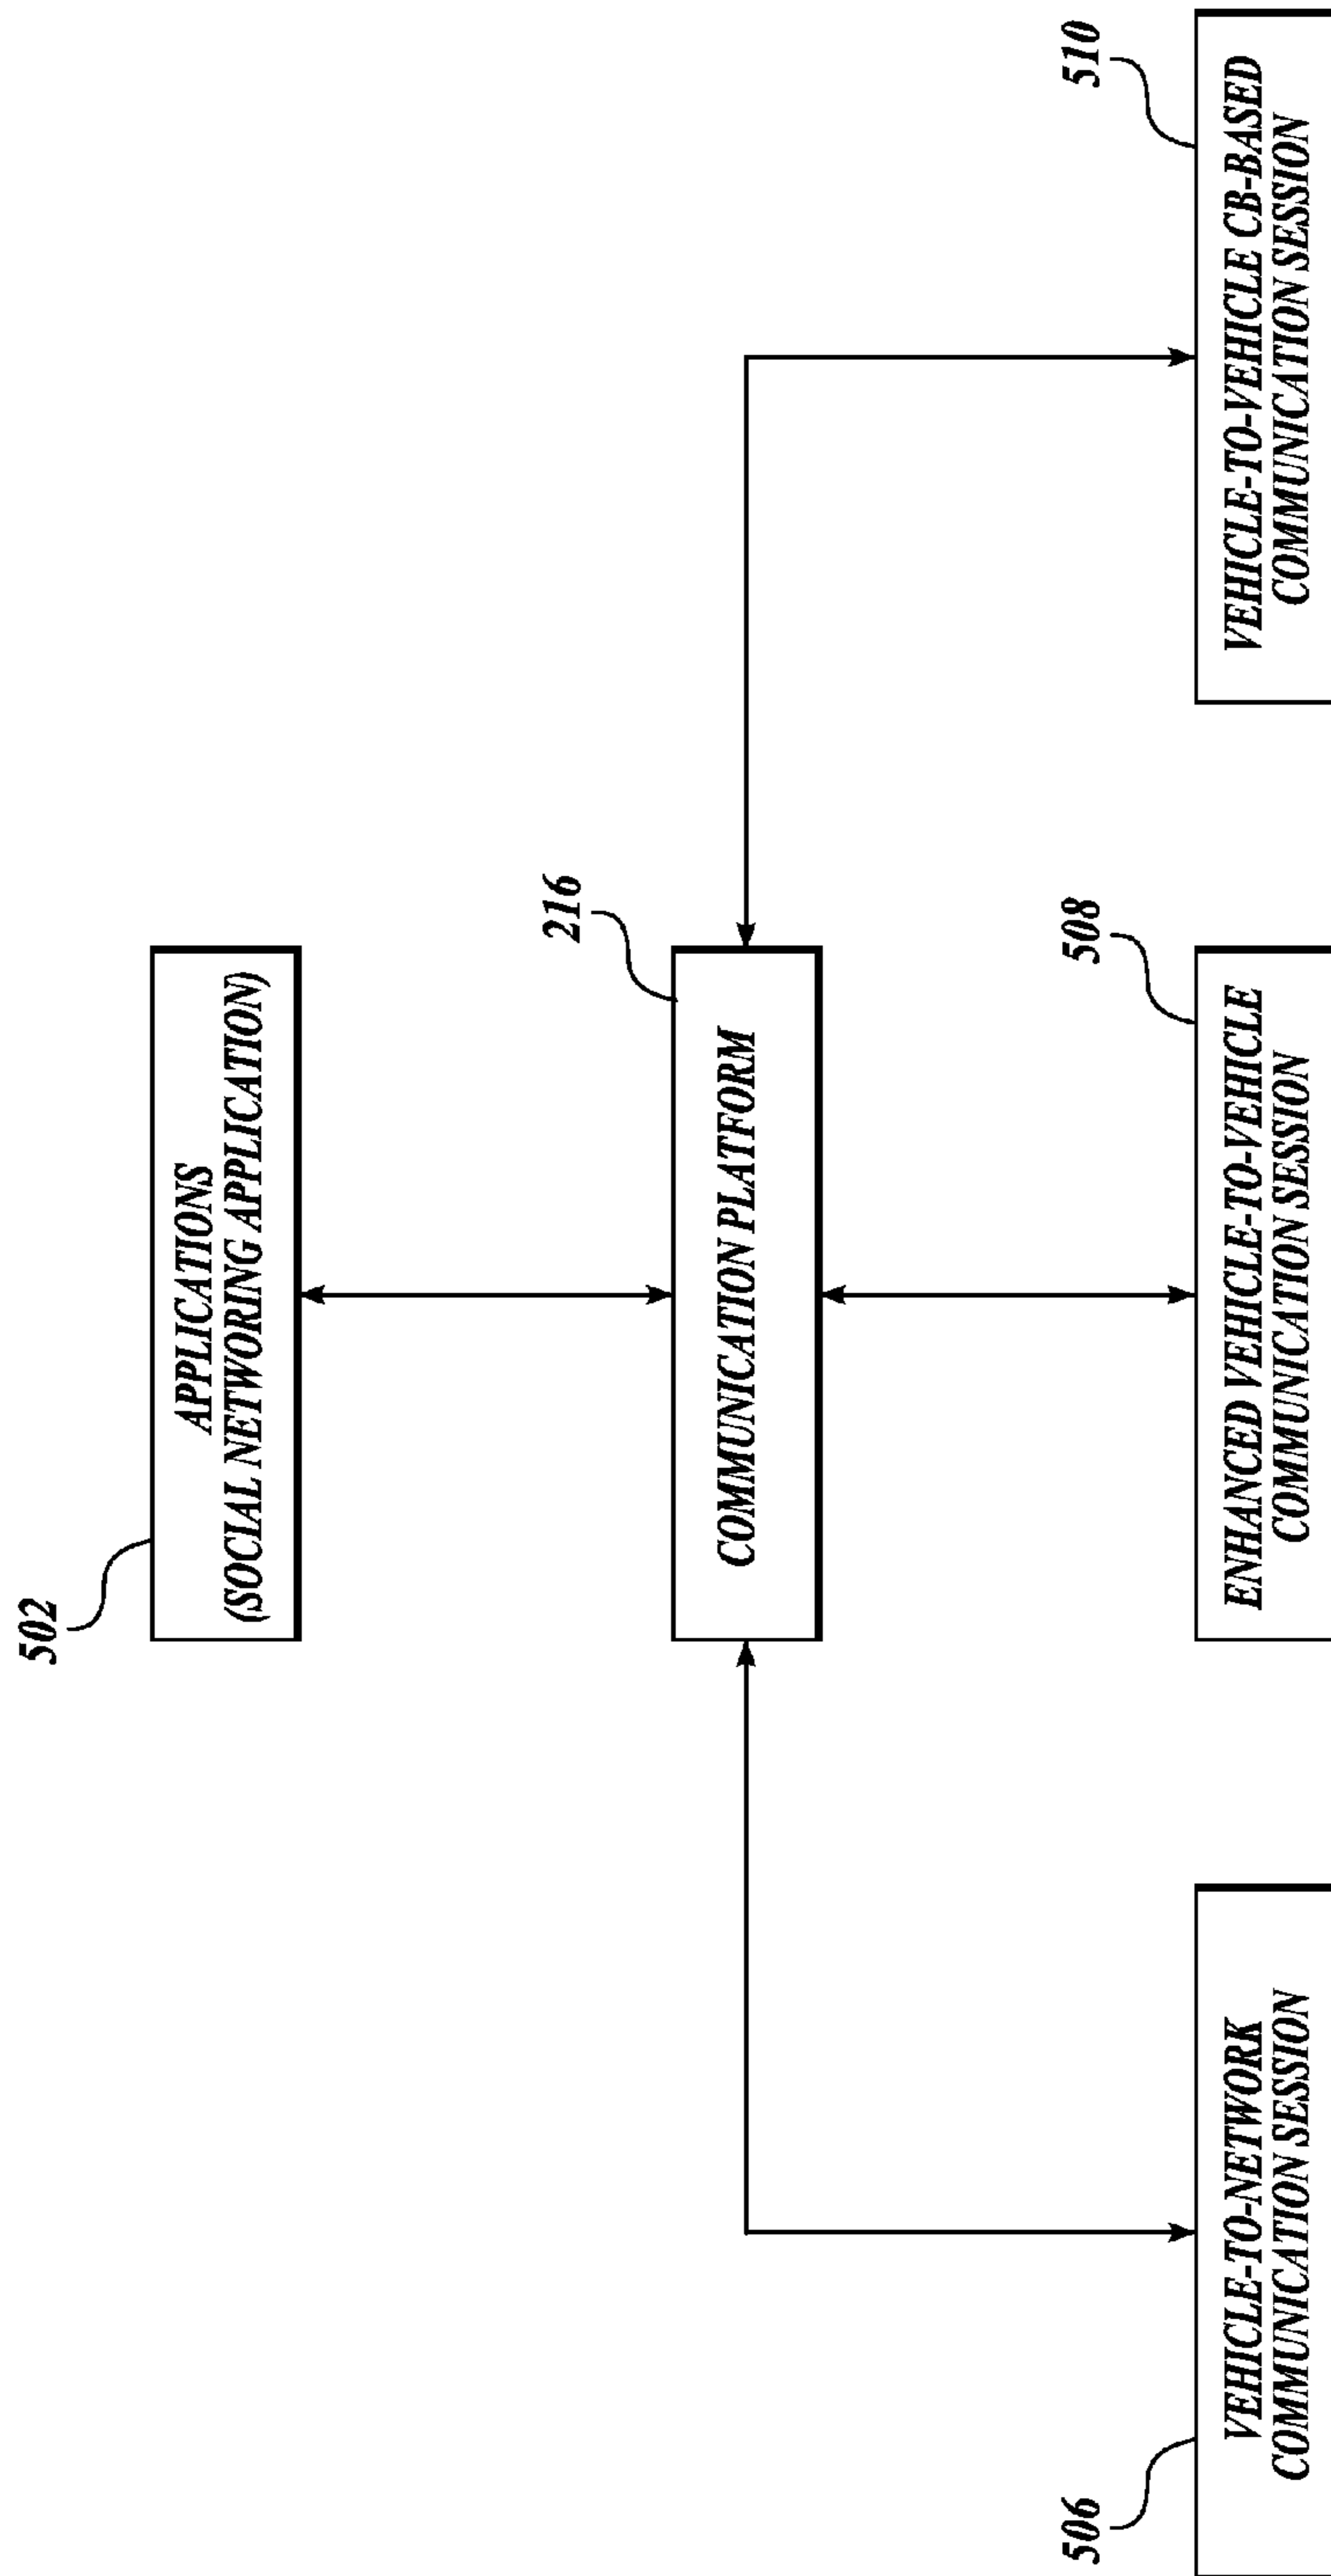 502
APPLICATIONS
(SOCIAL NETWORING APPLICATION)
216
COMMUNICATION PLATFORM
506
VEHICLE-TO-NETWORK
COMMUNICATION SESSION
508
ENHANCED VEHICLE-TO-VEHICLE
COMMUNICATION SESSION
510
VEHICLE-TO-VEHICLE CB-BASED
COMMUNICATION SESSION